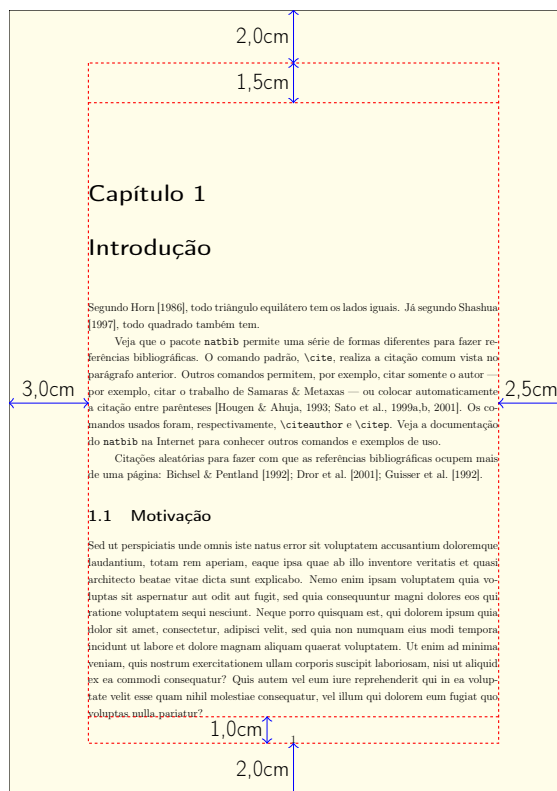 2,0cm
1,5cm
Capítulo 1
Introdução
Segundo Horn [1986], todo triângulo equilátero tem os lados iguais. Já segundo Shashua
[1997], todo quadrado também tem.
Veja que o pacote natbib permite uma série de formas diferentes para fazer re-
ferências bibliográficas. O comando padrão, \cite, realiza a citação comum vista no
parágrafo anterior. Outros comandos permitem, por exemplo, citar somente o autor —
por exemplo, citar o trabalho de Samaras & Metaxas — ou colocar automaticamente
a citação entre parênteses [Hougen & Ahuja, 1993; Sato et al., 1999a,b, 2001]. Os co-
mandos usados foram, respectivamente, \citeauthor e \citep. Veja a documentação
do natbib na Internet para conhecer outros comandos e exemplos de uso.
Citações aleatórias para fazer com que as referências bibliográficas ocupem mais
de uma página: Bichsel & Pentland [1992]; Dror et al. [2001]; Guisser et al. [1992].
3,0cm
2,5cm
1.1 Motivação
Sed ut perspiciatis unde omnis iste natus error sit voluptatem accusantium doloremque
laudantium, totam rem aperiam, eaque ipsa quae ab illo inventore veritatis et quasi
architecto beatae vitae dicta sunt explicabo. Nemo enim ipsam voluptatem quia vo-
luptas sit aspernatur aut odit aut fugit, sed quia consequuntur magni dolores eos qui
ratione voluptatem sequi nesciunt. Neque porro quisquam est, qui dolorem ipsum quia
dolor sit amet, consectetur, adipisci velit, sed quia non numquam eius modi tempora
incidunt ut labore et dolore magnam aliquam quaerat voluptatem. Ut enim ad minima
veniam, quis nostrum exercitationem ullam corporis suscipit laboriosam, nisi ut aliquid
ex ea commodi consequatur? Quis autem vel eum iure reprehenderit qui in ea volup-
tate velit esse quam nihil molestiae consequatur, vel illum qui dolorem eum fugiat quo
voluptas nulla pariatur?
1,0cm
1
2,0cm